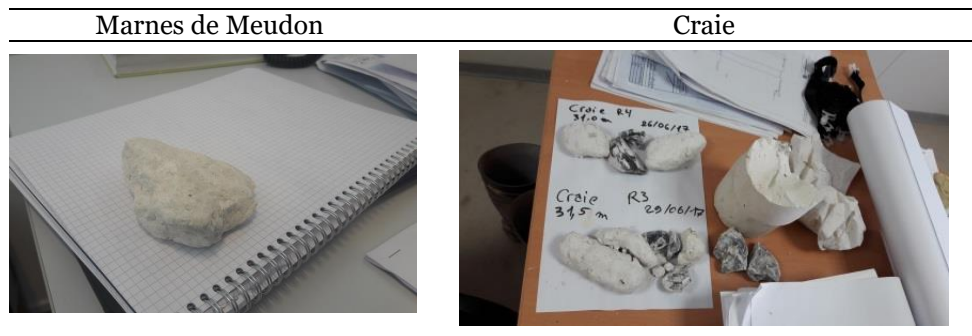 Marnes de Meudon
Craie
Craie R4
31,0 m
26/06/17
Craie R3
31,5 m
29/06/17